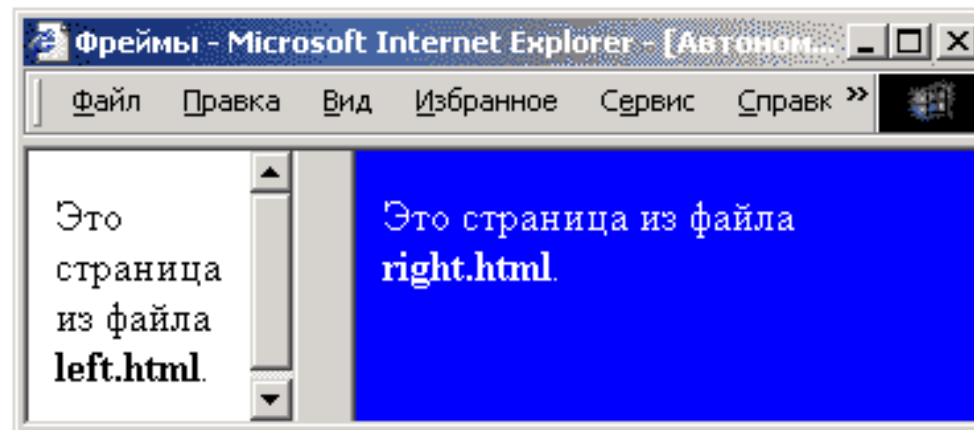 Фреймы - Microsoft Internet Explorer - [Автоном...
Файл Правка Вид Избранное Сервис Справк »
Это
страница
из файла
left.html.
Это страница из файла
right.html.